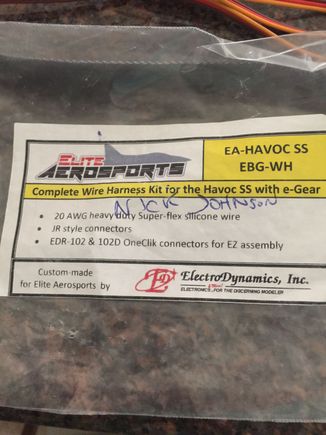 ELITE
AEROSPORTS
EA-HAVOC SS
EBG-WH
Complete Wire Harness Kit for the Havoc SS with e-Gear
NICK JOHNSON
• 20 AWG heavy duty Super-flex silicone wire
• JR style connectors
• EDR-102 & 102D OneClik connectors for EZ assembly
Custom-made
for Elite Aerosports by
ElectroDynamics, Inc.
ELECTRONICS...FOR THE DISCERNING MODELER